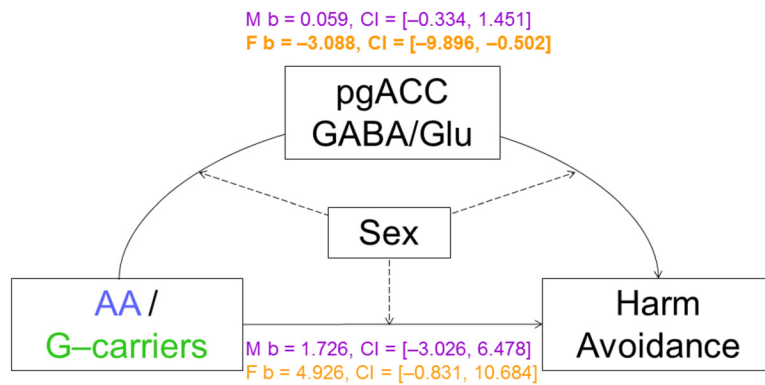 M b = 0.059, CI = [–0.334, 1.451]
F b = –3.088, CI = [–9.896, –0.502]
pgACC
GABA/Glu
Sex
AA /
G–carriers
Harm
Avoidance
M b = 1.726, CI = [–3.026, 6.478]
F b = 4.926, CI = [–0.831, 10.684]